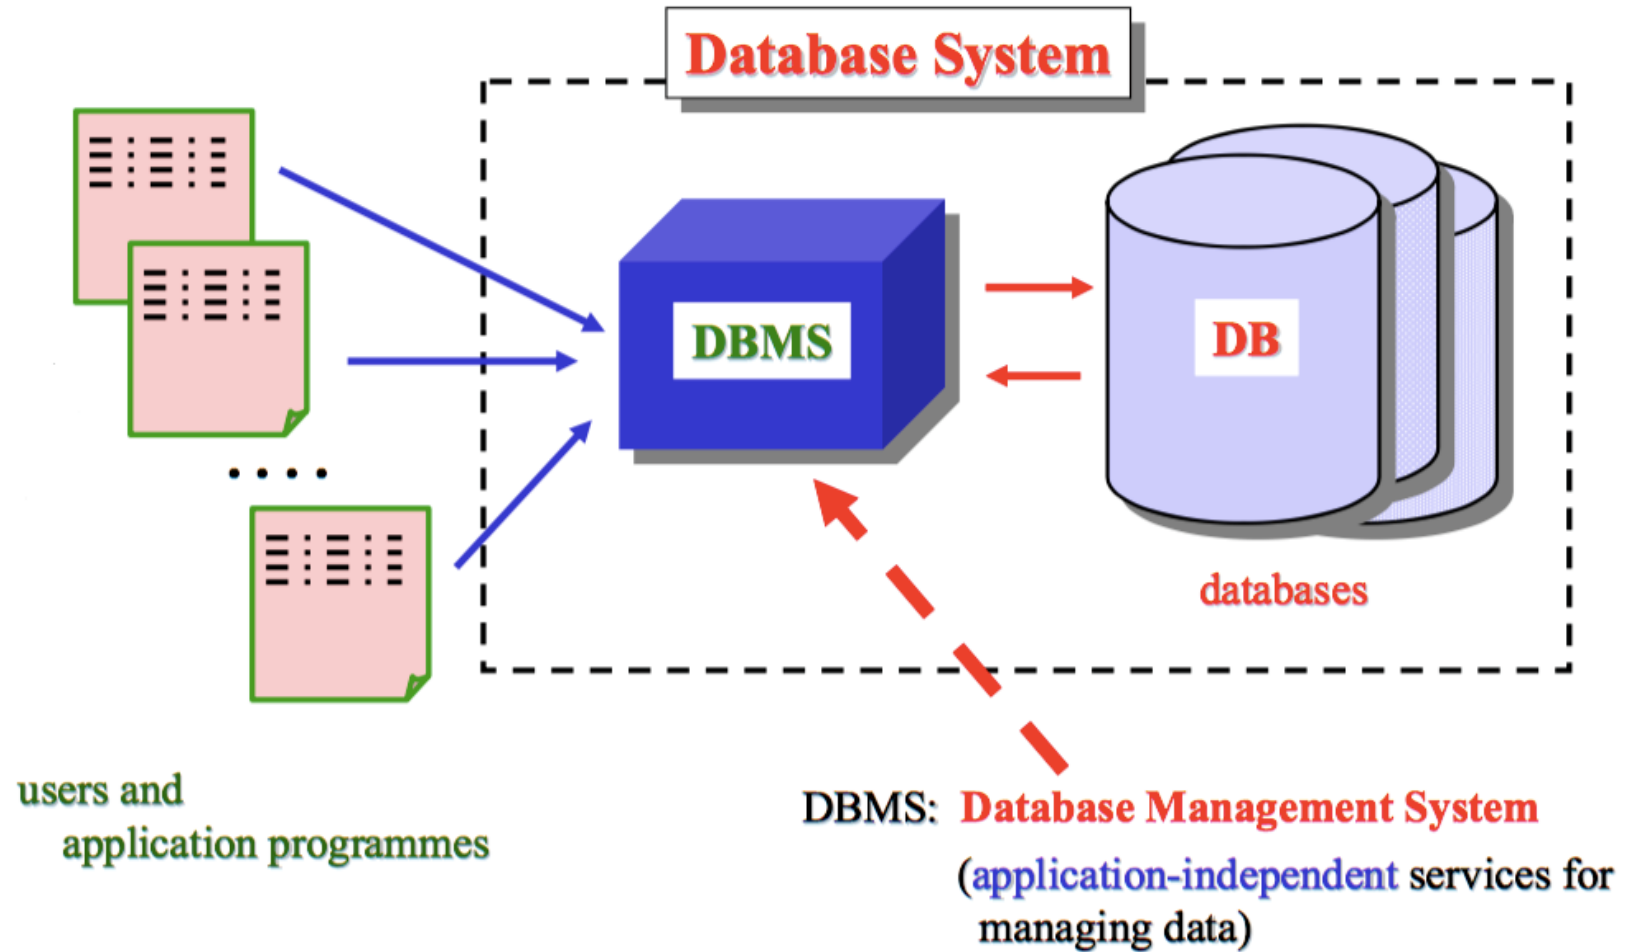 Database System
DBMS
DB
databases
users and
application programmes
DBMS: Database Management System
(application-independent services for
managing data)